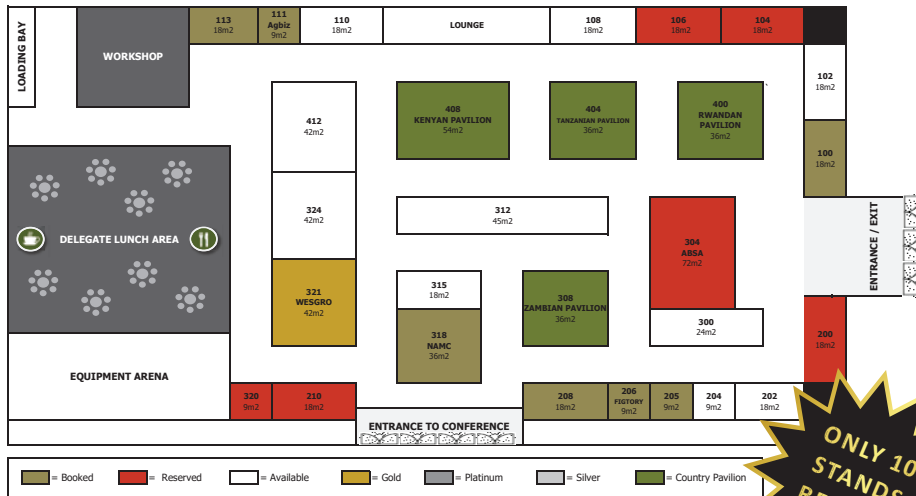 LOADING BAY
WORKSHOP
113
18m2
111
Agbiz
9m2
110
18m2
LOUNGE
108
18m2
106
18m2
104
18m2
102
18m2
100
18m2
412
42m2
408
KENYAN PAVILION
54m2
404
TANZANIAN PAVILION
36m2
400
RWANDAN
PAVILION
36m2
324
42m2
312
45m2
304
ABSA
72m2
ENTRANCE / EXIT
DELEGATE LUNCH AREA
321
WESGRO
42m2
315
18m2
318
NAMC
36m2
308
ZAMBIAN PAVILION
36m2
300
24m2
200
18m2
EQUIPMENT ARENA
320
9m2
210
18m2
ENTRANCE TO CONFERENCE
208
18m2
206
FIGTORY
9m2
205
9m2
204
9m2
202
18m2
ONLY 10
STANDS
= Booked
= Reserved
= Available
= Gold
= Platinum
= Silver
= Country Pavilion